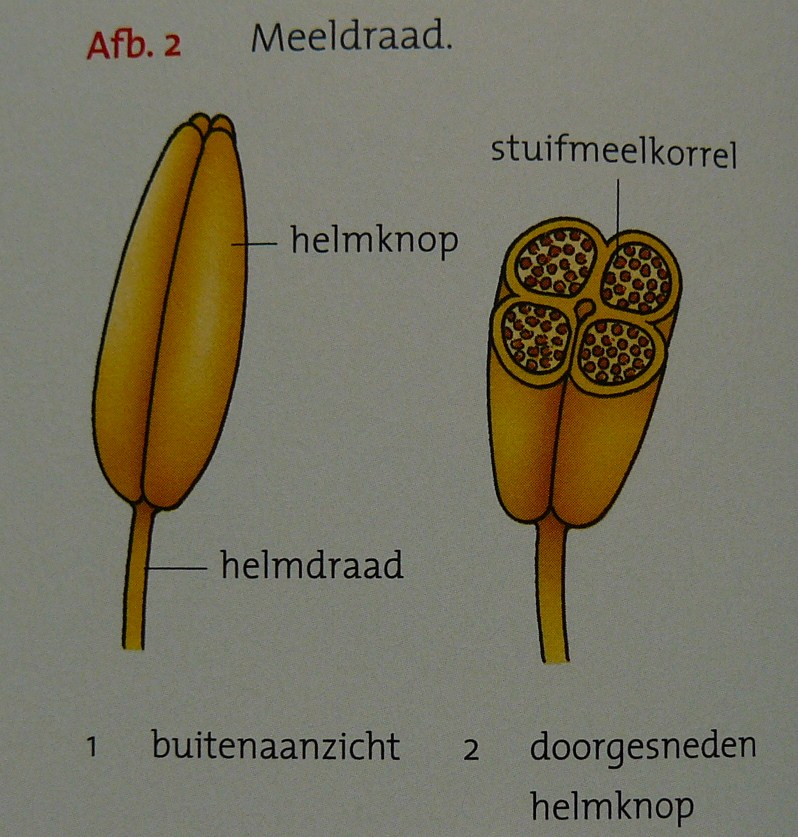 Afb. 2 Meeldraad.
stuifmeelkorrel
helmknop
helmdraad
1 buitenaanzicht
2 doorgesneden
helmknop